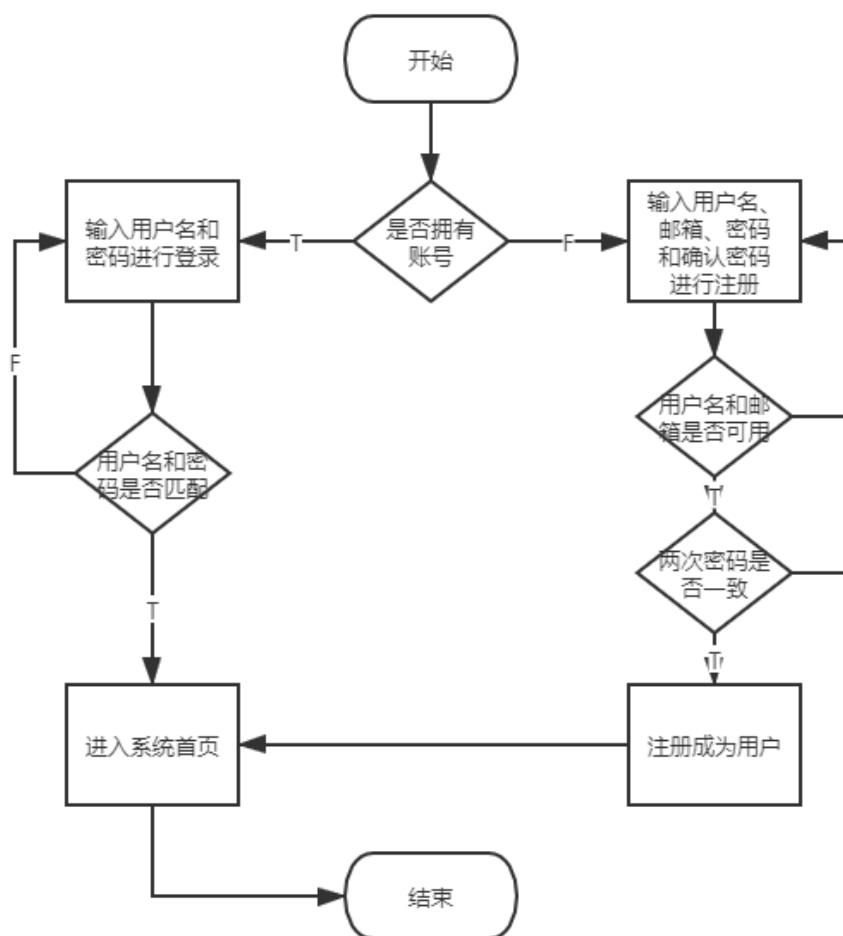 开始
是否拥有
账号
T
F
输入用户名和
密码进行登录
输入用户名、
邮箱、密码
和确认密码
进行注册
F
用户名和邮
箱是否可用
用户名和密
码是否匹配
T
两次密码是
否一致
T
T
进入系统首页
注册成为用户
结束